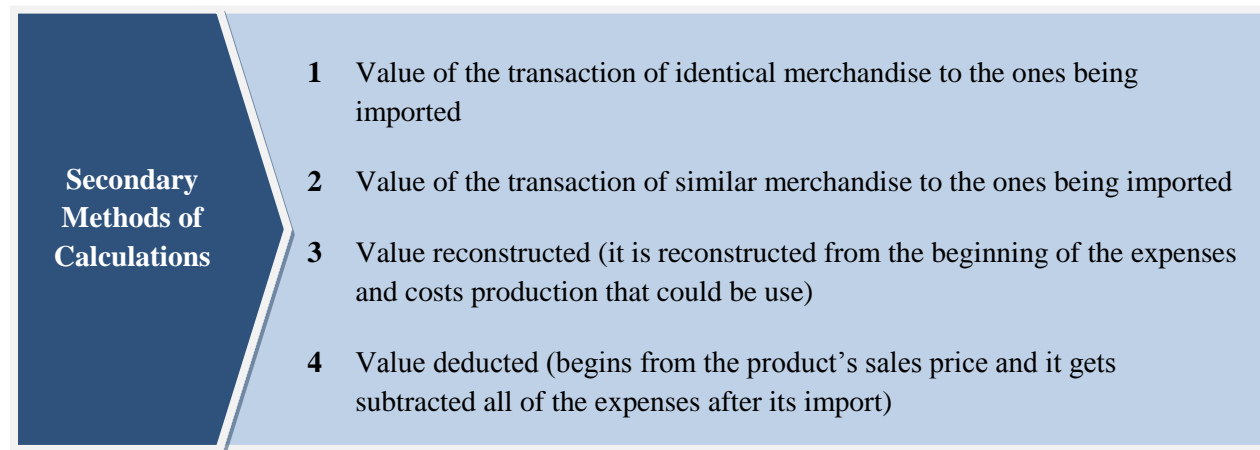 Secondary
Methods of
Calculations
1 Value of the transaction of identical merchandise to the ones being
imported
2 Value of the transaction of similar merchandise to the ones being imported
3 Value reconstructed (it is reconstructed from the beginning of the expenses
and costs production that could be use)
4 Value deducted (begins from the product’s sales price and it gets
subtracted all of the expenses after its import)